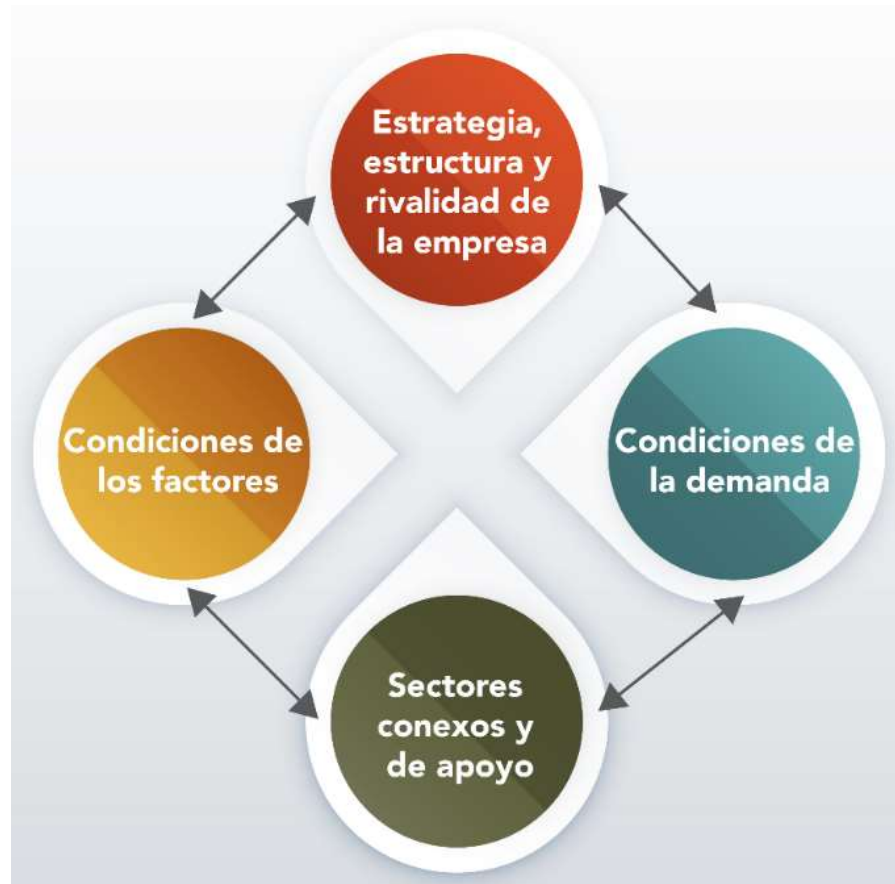 Estrategia,
estructura y
rivalidad de
la empresa
Condiciones de
los factores
Condiciones de
la demanda
Sectores
conexos y
de apoyo